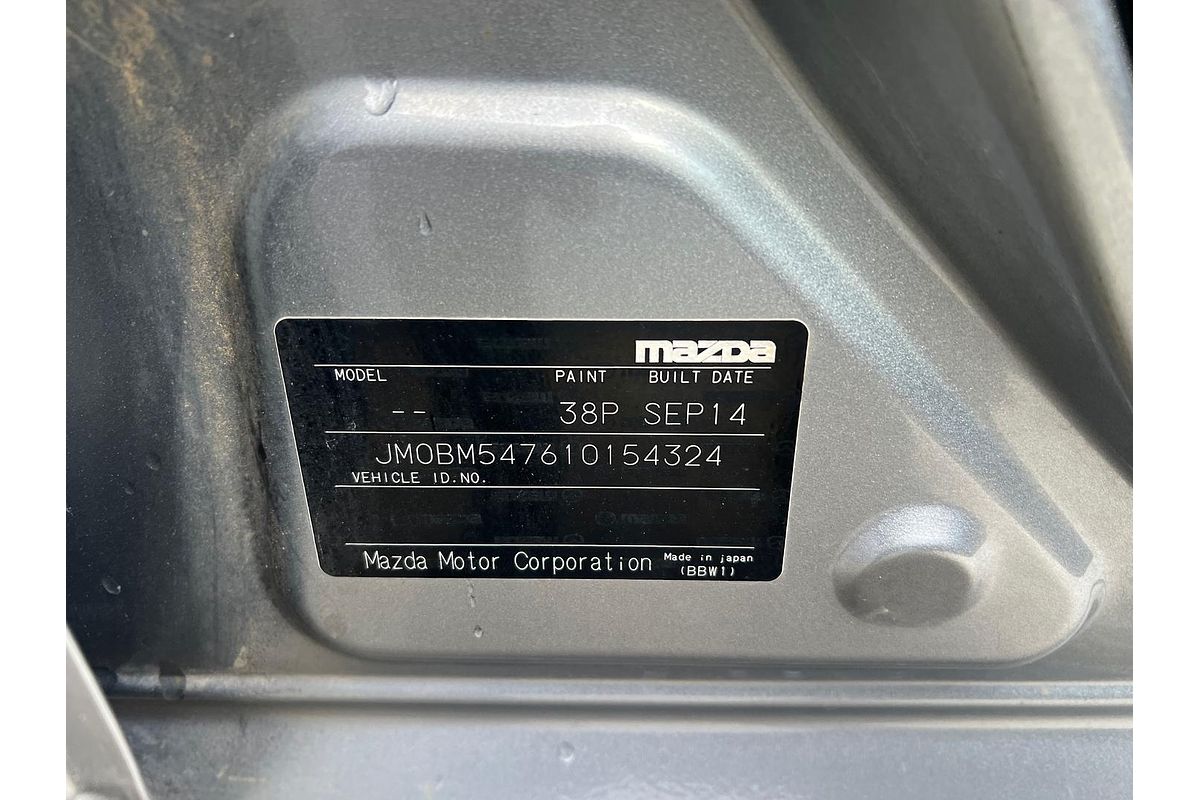 mazda
MODEL PAINT BUILT DATE
-- 38P SEP14
JM0BM547610154324
VEHICLE ID.NO.
Mazda Motor Corporation Made in japan
(BBW1)